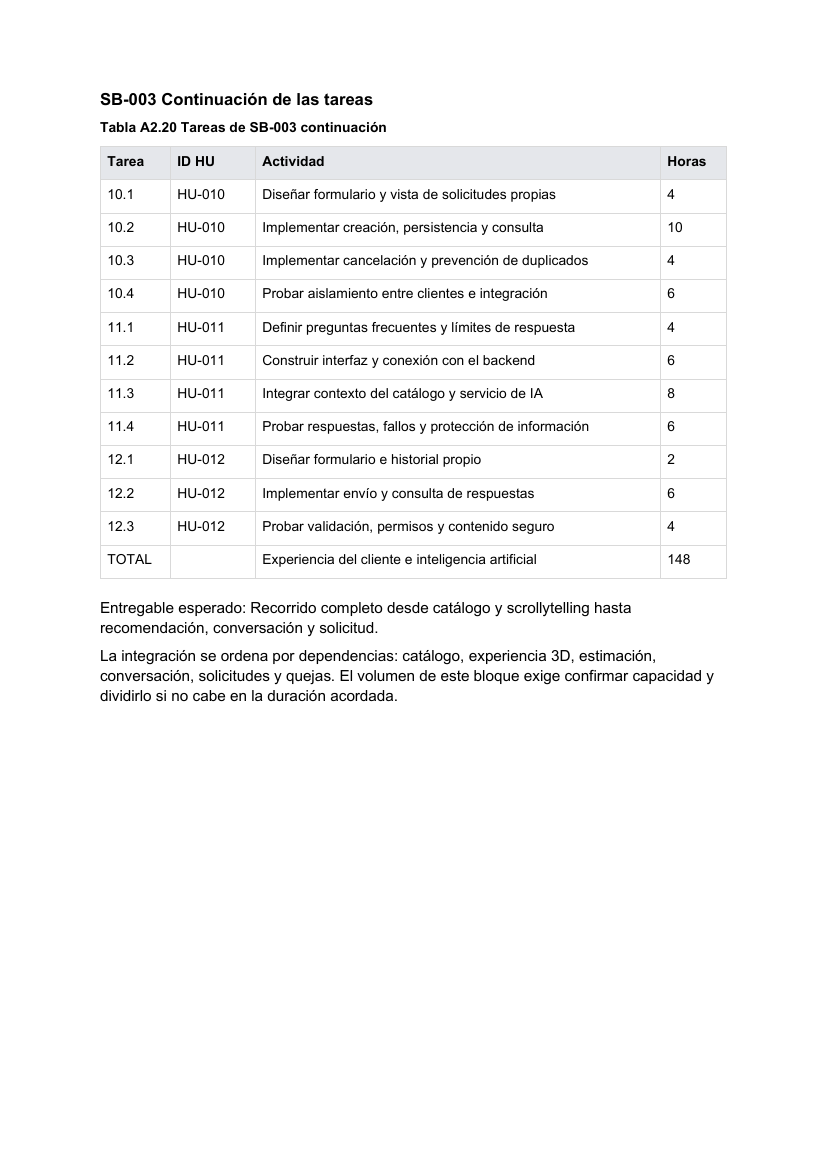 SB-003 Continuación de las tareas
Tabla A2.20 Tareas de SB-003 continuación
Tarea ID HU Actividad Horas
10.1 HU-010 Diseñar formulario y vista de solicitudes propias 4
10.2 HU-010 Implementar creación, persistencia y consulta 10
10.3 HU-010 Implementar cancelación y prevención de duplicados 4
10.4 HU-010 Probar aislamiento entre clientes e integración 6
11.1 HU-011 Definir preguntas frecuentes y límites de respuesta 4
11.2 HU-011 Construir interfaz y conexión con el backend 6
11.3 HU-011 Integrar contexto del catálogo y servicio de IA 8
11.4 HU-011 Probar respuestas, fallos y protección de información 6
12.1 HU-012 Diseñar formulario e historial propio 2
12.2 HU-012 Implementar envío y consulta de respuestas 6
12.3 HU-012 Probar validación, permisos y contenido seguro 4
TOTAL Experiencia del cliente e inteligencia artificial 148
Entregable esperado: Recorrido completo desde catálogo y scrollytelling hasta
recomendación, conversación y solicitud.
La integración se ordena por dependencias: catálogo, experiencia 3D, estimación,
conversación, solicitudes y quejas. El volumen de este bloque exige confirmar capacidad y
dividirlo si no cabe en la duración acordada.